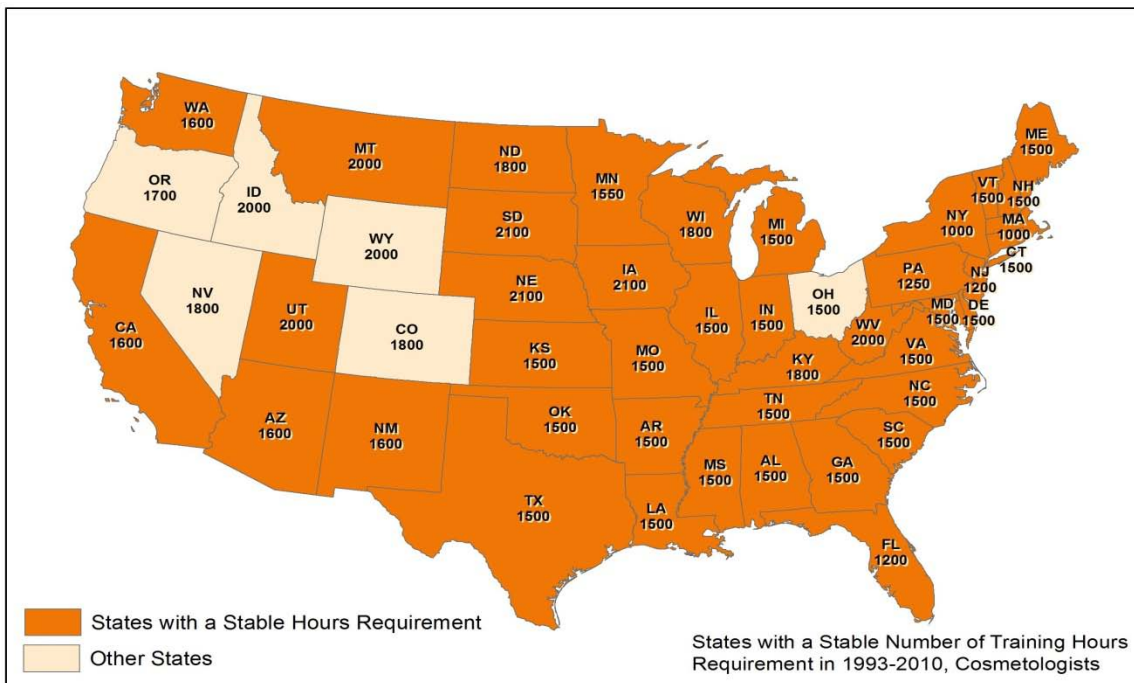 WA
1600
MT
2000
ND
1800
MN
1550
ME
1500
OR
1700
ID
2000
SD
2100
WI
1800
MI
1500
VT
1500
NH
1500
NY
1000
MA
1000
CT
1500
WY
2000
NE
2100
IA
2100
PA
1250
NJ
1200
NV
1800
UT
2000
CO
1800
IL
1500
IN
1500
OH
1500
MD
1500
DE
1500
WV
2000
VA
1500
CA
1600
KS
1500
MO
1500
KY
1800
NC
1500
TN
1500
AZ
1600
NM
1600
OK
1500
AR
1500
SC
1500
MS
1500
AL
1500
GA
1500
TX
1500
LA
1500
FL
1200
States with a Stable Hours Requirement
Other States
States with a Stable Number of Training Hours
Requirement in 1993-2010, Cosmetologists